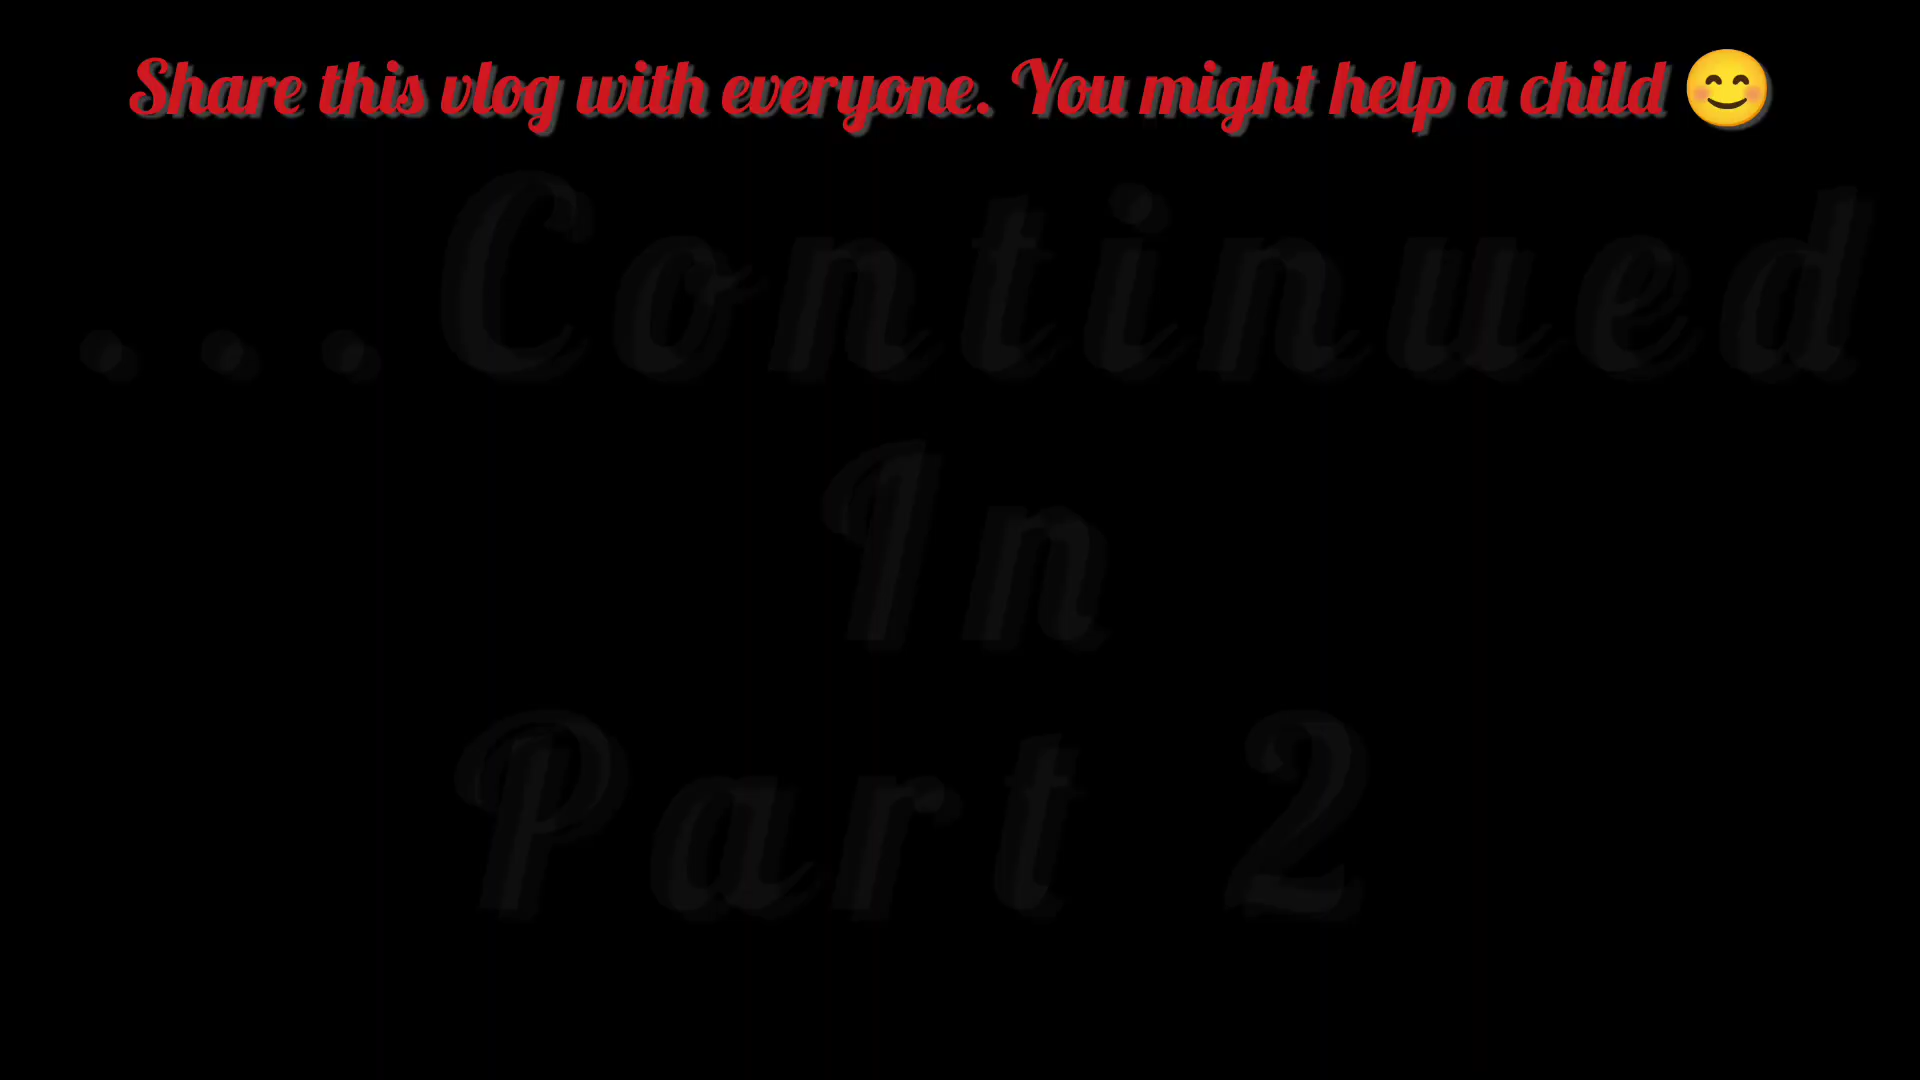 Share this vlog with everyone. You might help a child 😊
...Continued
In
Part 2